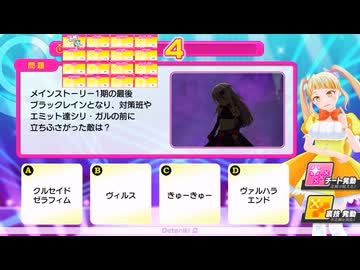 4
問題
メインストーリー1期の最後
ブラックレインとなり、対策班や
エミット達シリ・ガルの前に
立ちふさがった敵は？
A
クルセイド
ゼラフィム
B
ヴィルス
C
きゅーきゅー
D
ヴァルハラ
エンド
チート発動
裏技 発動